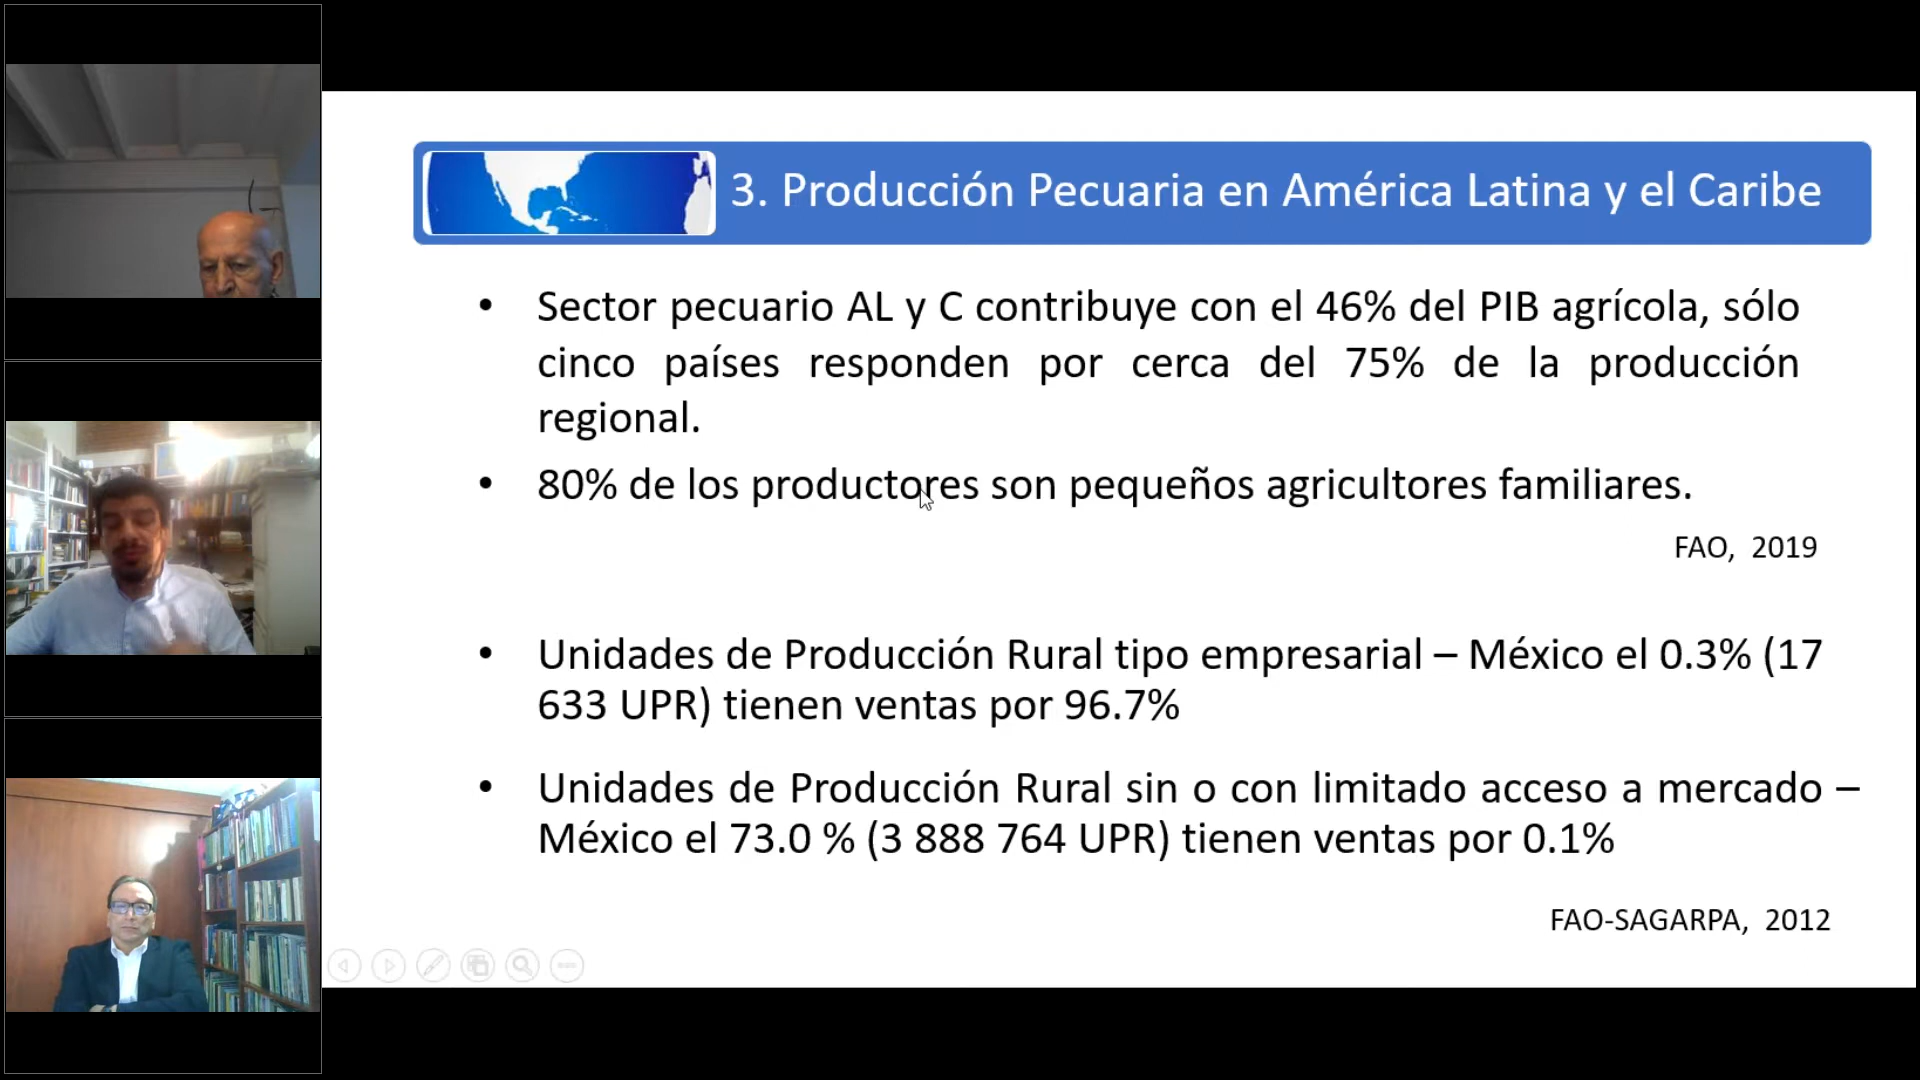 3. Producción Pecuaria en América Latina y el Caribe
• Sector pecuario AL y C contribuye con el 46% del PIB agrícola, sólo
cinco países responden por cerca del 75% de la producción
regional.
• 80% de los productores son pequeños agricultores familiares.
FAO, 2019
• Unidades de Producción Rural tipo empresarial – México el 0.3% (17
633 UPR) tienen ventas por 96.7%
• Unidades de Producción Rural sin o con limitado acceso a mercado –
México el 73.0 % (3 888 764 UPR) tienen ventas por 0.1%
FAO-SAGARPA, 2012